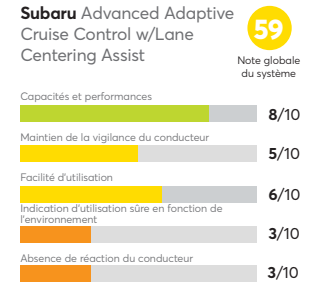 Subaru Advanced Adaptive
Cruise Control w/Lane
Centering Assist
59
Note globale
du système
Capacités et performances
8/10
Maintien de la vigilance du conducteur
5/10
Facilité d'utilisation
6/10
Indication d'utilisation sûre en fonction de
l'environnement
3/10
Absence de réaction du conducteur
3/10